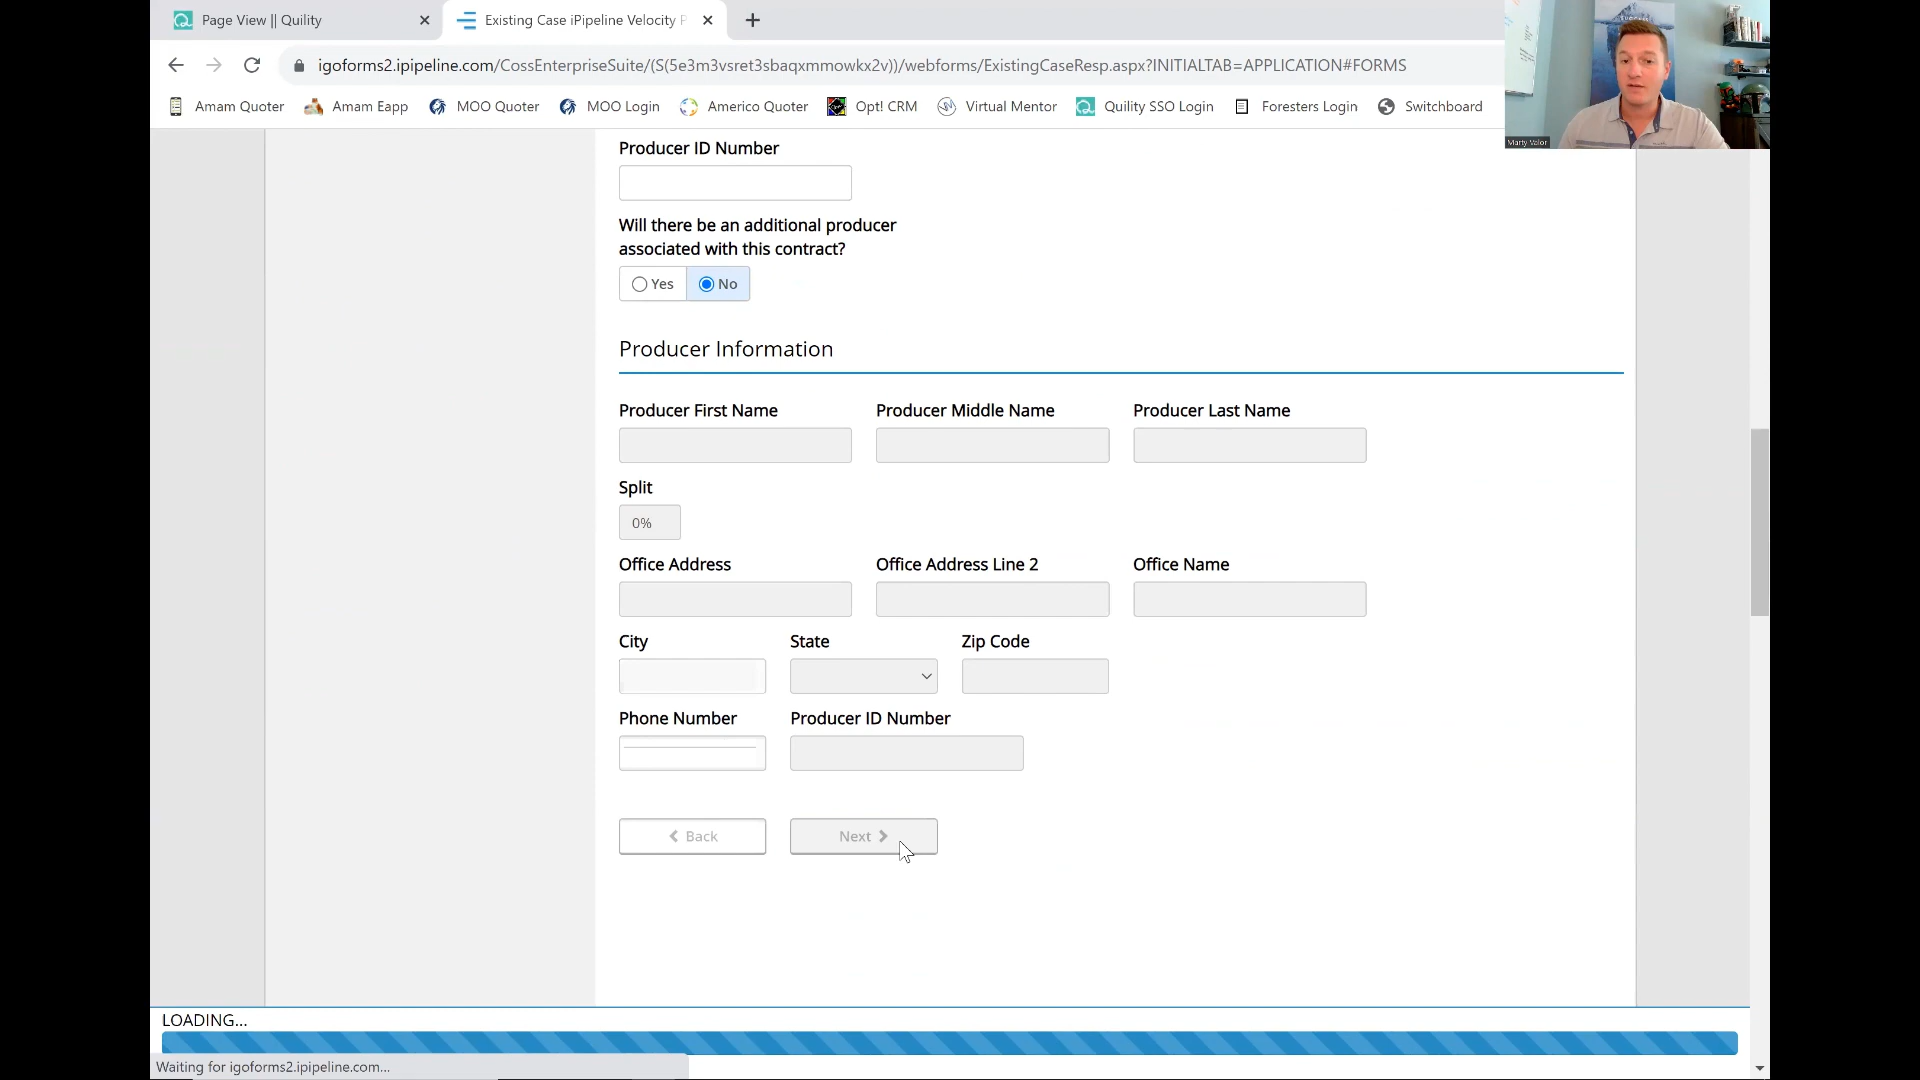 Page View || Quility
Existing Case iPipeline Velocity P
igoforms2.ipipeline.com/CossEnterpriseSuite/(S(5e3m3vsret3sbaqxmmowkx2v))/webforms/ExistingCaseResp.aspx?INITIALTAB=APPLICATION#FORMS
Amam Quoter
Amam Eapp
MOO Quoter
MOO Login
Americo Quoter
Opt! CRM
Virtual Mentor
Quility SSO Login
Foresters Login
Switchboard
Marty Valor
Producer ID Number
Will there be an additional producer
associated with this contract?
Yes
No
Producer Information
Producer First Name
Producer Middle Name
Producer Last Name
Split
0%
Office Address
Office Address Line 2
Office Name
City
State
Zip Code
Phone Number
Producer ID Number
Back
Next
LOADING...
Waiting for igoforms2.ipipeline.com...